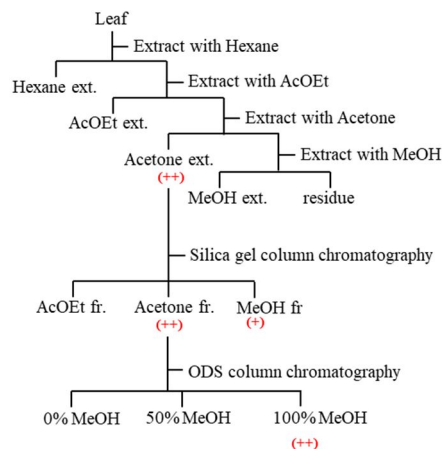 Leaf
Extract with Hexane
Hexane ext.
Extract with AcOEt
AcOEt ext.
Extract with Acetone
Acetone ext.
(++)
Extract with MeOH
MeOH ext.
residue
Silica gel column chromatography
AcOEt fr.
Acetone fr.
MeOH fr
(++)
(+)
ODS column chromatography
0% MeOH
50% MeOH
100% MeOH
(++)